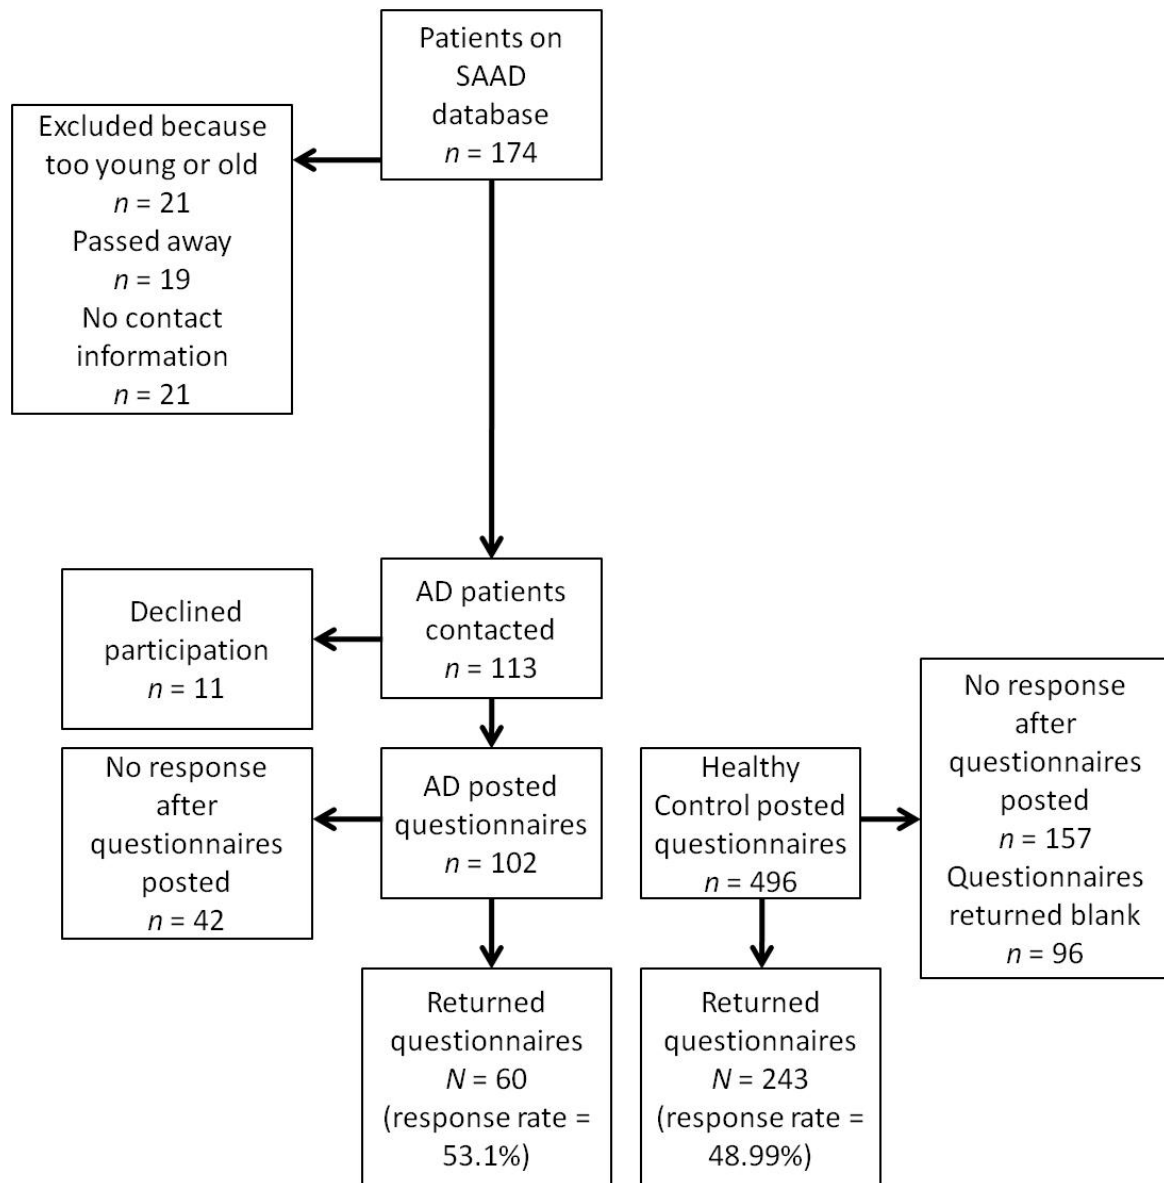 Patients on
SAAD
database
n = 174
Excluded because
too young or old
n = 21
Passed away
n = 19
No contact
information
n = 21
AD patients
contacted
n = 113
Declined
participation
n = 11
AD posted
questionnaires
n = 102
No response
after
questionnaires
posted
n = 42
Healthy
Control posted
questionnaires
n = 496
No response
after
questionnaires
posted
n = 157
Questionnaires
returned blank
n = 96
Returned
questionnaires
N = 60
(response rate =
53.1%)
Returned
questionnaires
N = 243
(response rate =
48.99%)